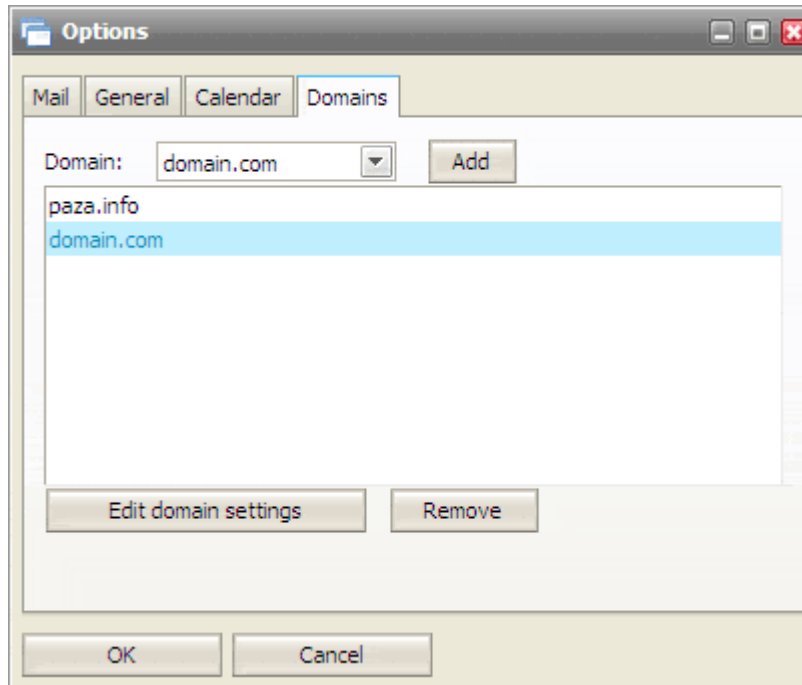 Options
Mail General Calendar Domains
Domain: domain.com Add
paza.info
domain.com
Edit domain settings Remove
OK Cancel